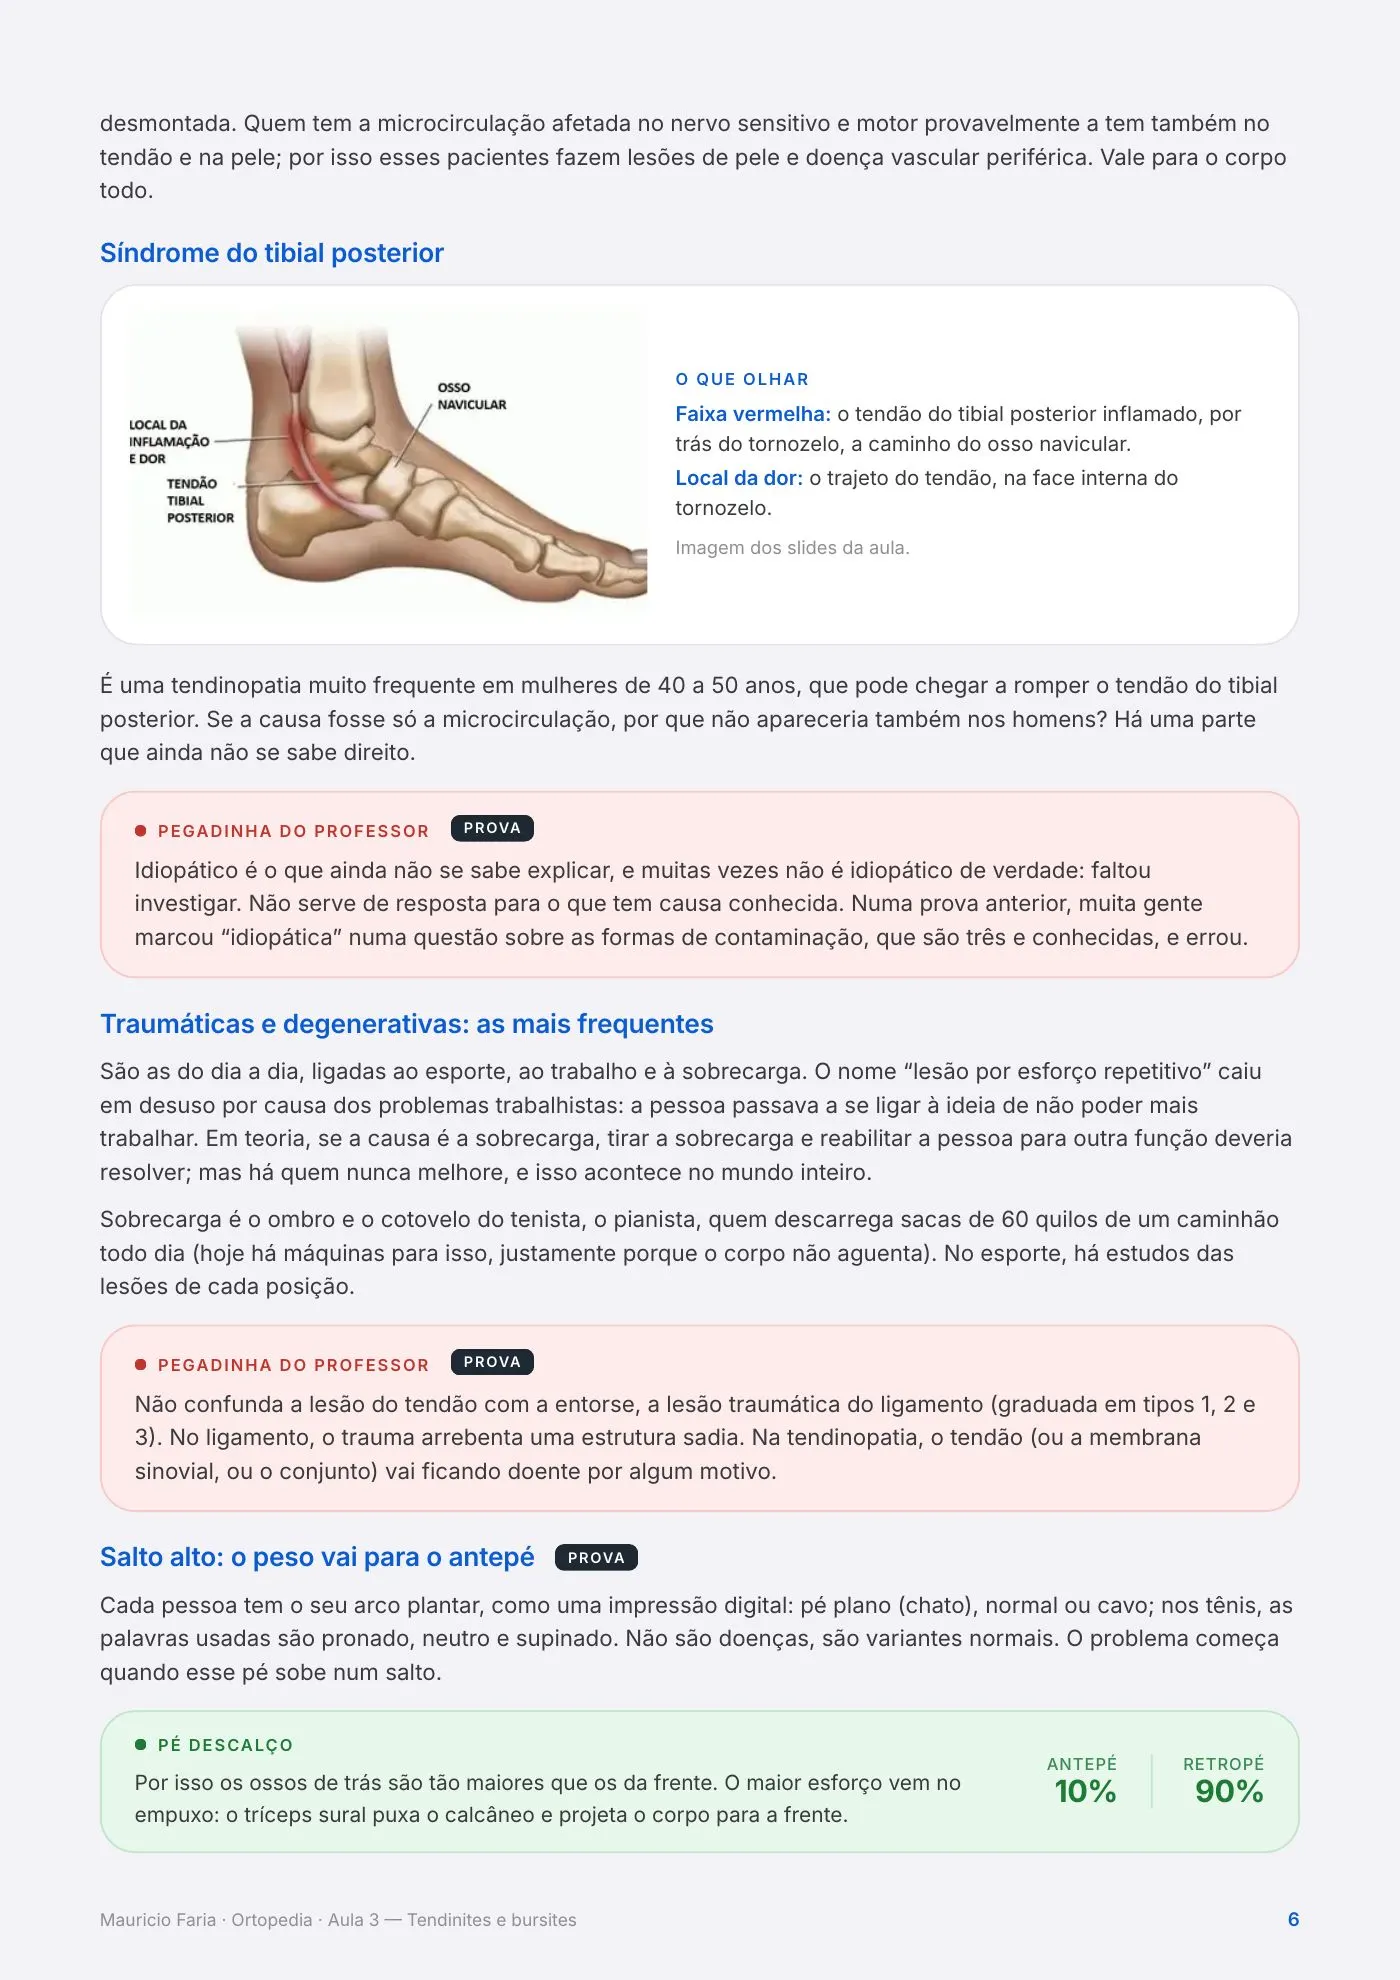 desmontada. Quem tem a microcirculação afetada no nervo sensitivo e motor provavelmente a tem também no
tendão e na pele; por isso esses pacientes fazem lesões de pele e doença vascular periférica. Vale para o corpo
todo.
Síndrome do tibial posterior
OSSO
NAVICULAR
LOCAL DA
INFLAMAÇÃO
E DOR
TENDÃO
TIBIAL
POSTERIOR
O QUE OLHAR
Faixa vermelha: o tendão do tibial posterior inflamado, por
trás do tornozelo, a caminho do osso navicular.
Local da dor: o trajeto do tendão, na face interna do
tornozelo.
Imagem dos slides da aula.
É uma tendinopatia muito frequente em mulheres de 40 a 50 anos, que pode chegar a romper o tendão do tibial
posterior. Se a causa fosse só a microcirculação, por que não apareceria também nos homens? Há uma parte
que ainda não se sabe direito.
PEGADINHA DO PROFESSOR PROVA
Idiopático é o que ainda não se sabe explicar, e muitas vezes não é idiopático de verdade: faltou
investigar. Não serve de resposta para o que tem causa conhecida. Numa prova anterior, muita gente
marcou “idiopática” numa questão sobre as formas de contaminação, que são três e conhecidas, e errou.
Traumáticas e degenerativas: as mais frequentes
São as do dia a dia, ligadas ao esporte, ao trabalho e à sobrecarga. O nome “lesão por esforço repetitivo” caiu
em desuso por causa dos problemas trabalhistas: a pessoa passava a se ligar à ideia de não poder mais
trabalhar. Em teoria, se a causa é a sobrecarga, tirar a sobrecarga e reabilitar a pessoa para outra função deveria
resolver; mas há quem nunca melhore, e isso acontece no mundo inteiro.
Sobrecarga é o ombro e o cotovelo do tenista, o pianista, quem descarrega sacas de 60 quilos de um caminhão
todo dia (hoje há máquinas para isso, justamente porque o corpo não aguenta). No esporte, há estudos das
lesões de cada posição.
PEGADINHA DO PROFESSOR PROVA
Não confunda a lesão do tendão com a entorse, a lesão traumática do ligamento (graduada em tipos 1, 2 e
3). No ligamento, o trauma arrebenta uma estrutura sadia. Na tendinopatia, o tendão (ou a membrana
sinovial, ou o conjunto) vai ficando doente por algum motivo.
Salto alto: o peso vai para o antepé PROVA
Cada pessoa tem o seu arco plantar, como uma impressão digital: pé plano (chato), normal ou cavo; nos tênis, as
palavras usadas são pronado, neutro e supinado. Não são doenças, são variantes normais. O problema começa
quando esse pé sobe num salto.
PÉ DESCALÇO
Por isso os ossos de trás são tão maiores que os da frente. O maior esforço vem no
empuxo: o tríceps sural puxa o calcâneo e projeta o corpo para a frente.
ANTEPÉ
10%
RETROPÉ
90%
Mauricio Faria · Ortopedia · Aula 3 — Tendinites e bursites
6